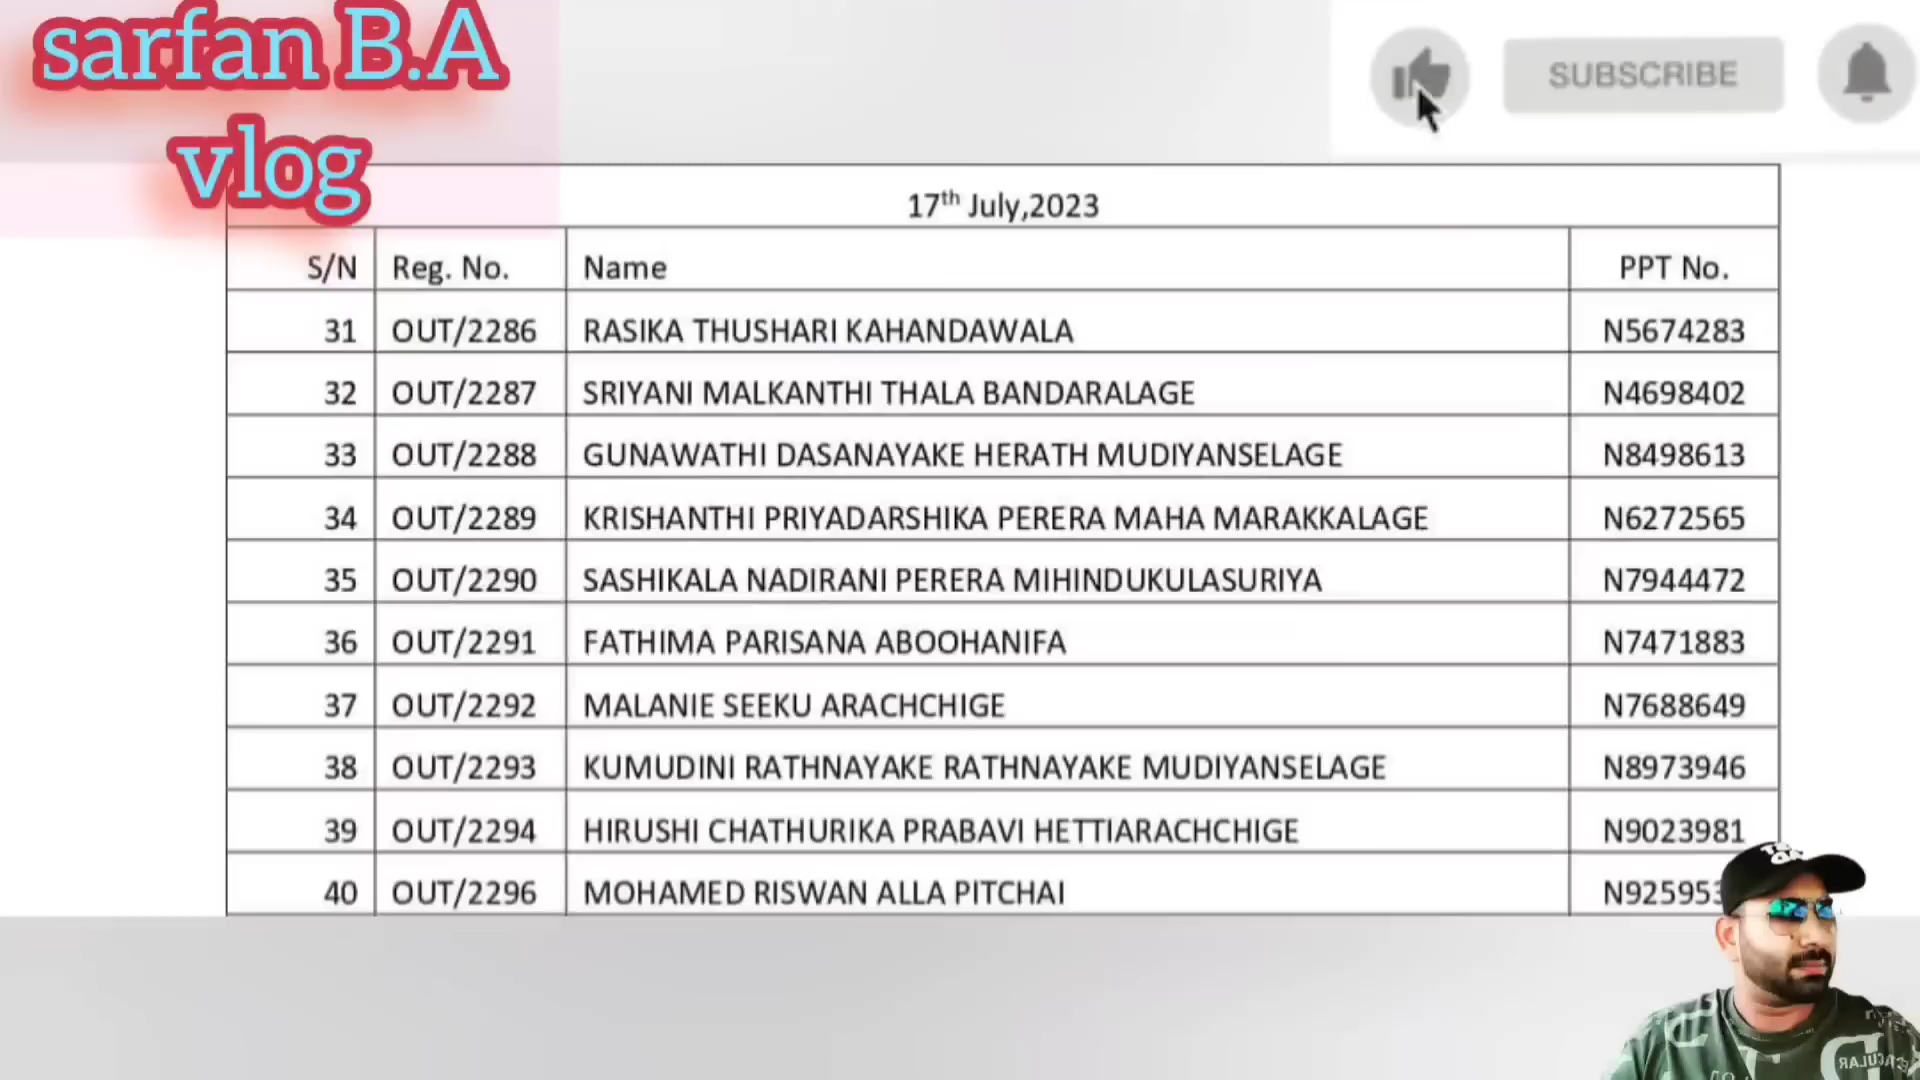 sarfan B.A
vlog
SUBSCRIBE
17th July,2023
S/N Reg. No. Name PPT No.
31 OUT/2286 RASIKA THUSHARI KAHANDAWALA N5674283
32 OUT/2287 SRIYANI MALKANTHI THALA BANDARALAGE N4698402
33 OUT/2288 GUNAWATHI DASANAYAKE HERATH MUDIYANSELAGE N8498613
34 OUT/2289 KRISHANTHI PRIYADARSHIKA PERERA MAHA MARAKKALAGE N6272565
35 OUT/2290 SASHIKALA NADIRANI PERERA MIHINDUKULASURIYA N7944472
36 OUT/2291 FATHIMA PARISANA ABOOHANIFA N7471883
37 OUT/2292 MALANIE SEEKU ARACHCHIGE N7688649
38 OUT/2293 KUMUDINI RATHNAYAKE RATHNAYAKE MUDIYANSELAGE N8973946
39 OUT/2294 HIRUSHI CHATHURIKA PRABAVI HETTIARACHCHIGE N9023981
40 OUT/2296 MOHAMED RISWAN ALLA PITCHAI